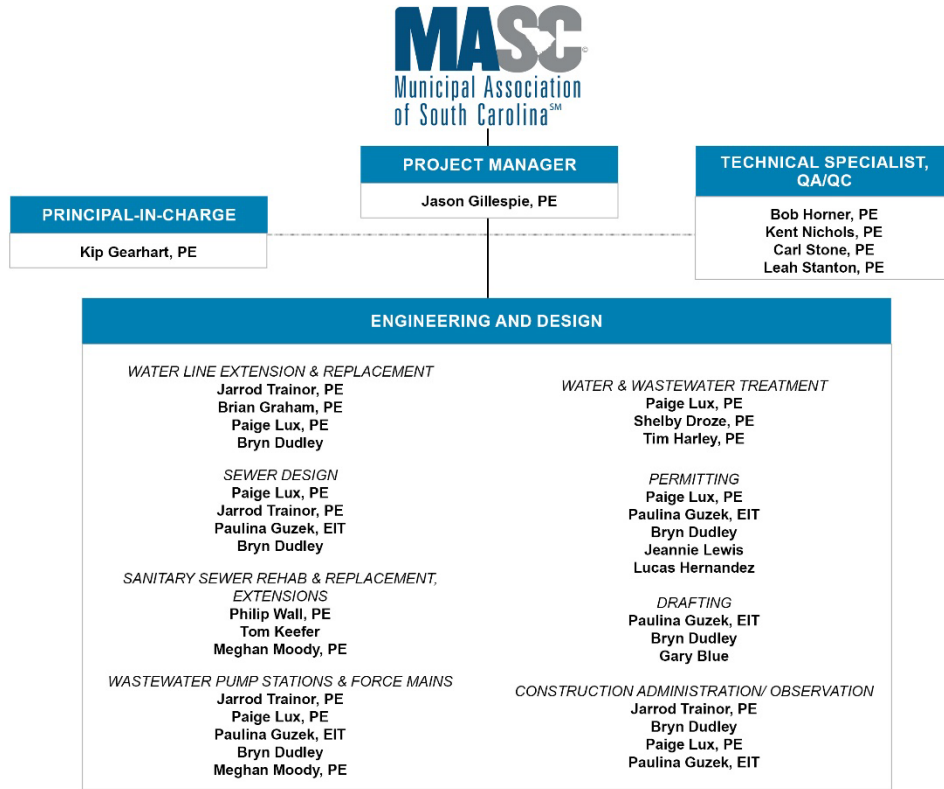 MASC©
Municipal Association
of South Carolina℠
PROJECT MANAGER
Jason Gillespie, PE
TECHNICAL SPECIALIST,
QA/QC
Bob Horner, PE
Kent Nichols, PE
Carl Stone, PE
Leah Stanton, PE
PRINCIPAL-IN-CHARGE
Kip Gearhart, PE
ENGINEERING AND DESIGN
WATER LINE EXTENSION & REPLACEMENT
Jarrod Trainor, PE
Brian Graham, PE
Paige Lux, PE
Bryn Dudley
SEWER DESIGN
Paige Lux, PE
Jarrod Trainor, PE
Paulina Guzek, EIT
Bryn Dudley
SANITARY SEWER REHAB & REPLACEMENT,
EXTENSIONS
Philip Wall, PE
Tom Keefer
Meghan Moody, PE
WASTEWATER PUMP STATIONS & FORCE MAINS
Jarrod Trainor, PE
Paige Lux, PE
Paulina Guzek, EIT
Bryn Dudley
Meghan Moody, PE
WATER & WASTEWATER TREATMENT
Paige Lux, PE
Shelby Droze, PE
Tim Harley, PE
PERMITTING
Paige Lux, PE
Paulina Guzek, EIT
Bryn Dudley
Jeannie Lewis
Lucas Hernandez
DRAFTING
Paulina Guzek, EIT
Bryn Dudley
Gary Blue
CONSTRUCTION ADMINISTRATION/ OBSERVATION
Jarrod Trainor, PE
Bryn Dudley
Paige Lux, PE
Paulina Guzek, EIT